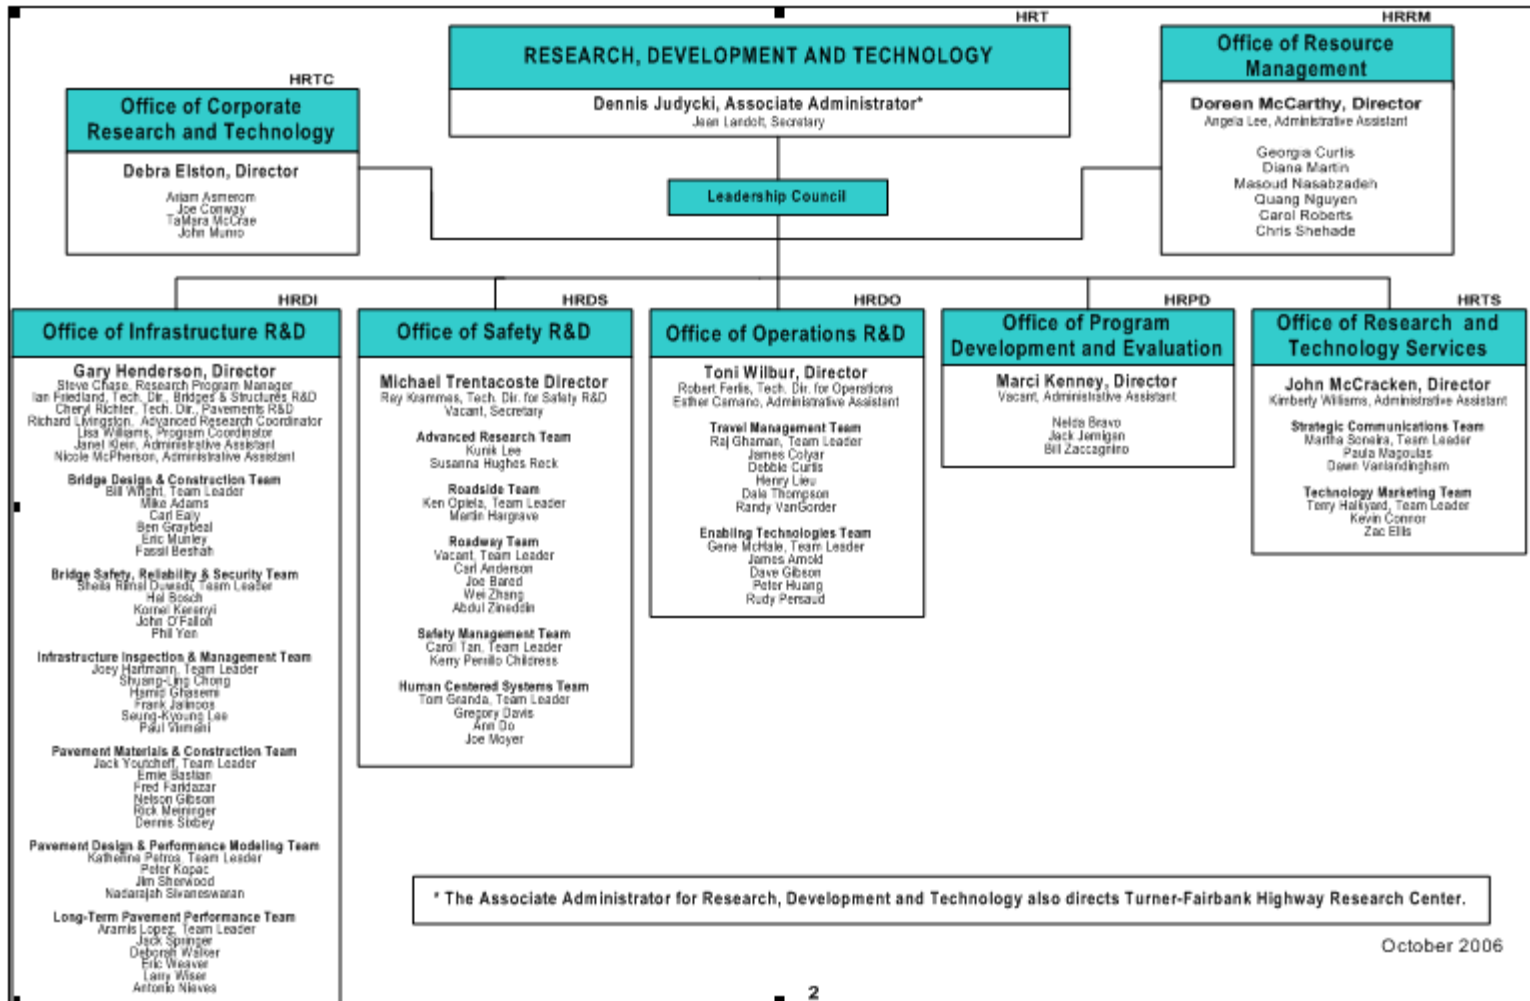 HRT
RESEARCH, DEVELOPMENT AND TECHNOLOGY
Dennis Judycki, Associate Administrator*
Jean Landolt, Secretary
HRRM
Office of Resource
Management
Doreen McCarthy, Director
Angela Lee, Administrative Assistant
Georgia Curtis
Diana Martin
Masoud Nasabzadeh
Quang Nguyen
Carol Roberts
Chris Shehade
HRTC
Office of Corporate
Research and Technology
Debra Elston, Director
Ariam Asmerom
Joe Conway
TaMara McCrae
John Munro
Leadership Council
HRDI
Office of Infrastructure R&D
Gary Henderson, Director
Steve Chase, Research Program Manager
Ian Friedland, Tech. Dir., Bridges & Structures R&D
Cheryl Richter, Tech. Dir., Pavements R&D
Richard Livingston, Advanced Research Coordinator
Lisa Williams, Program Coordinator
Janet Klein, Administrative Assistant
Nicole McPherson, Administrative Assistant
Bridge Design & Construction Team
Bill Wright, Team Leader
Mike Adams
Carl Ealy
Ben Graybeal
Eric Munley
Fassil Beshah
Bridge Safety, Reliability & Security Team
Sheila Rimal Duwadi, Team Leader
Hal Bosch
Kornel Kerenyi
John O'Fallon
Phil Yen
Infrastructure Inspection & Management Team
Joey Hartmann, Team Leader
Shuang-Ling Chong
Hamid Ghasemi
Frank Jalinoos
Seung-Kyoung Lee
Paul Virmani
Pavement Materials & Construction Team
Jack Youtcheff, Team Leader
Ernie Bastian
Fred Faridazar
Nelson Gibson
Rick Meininger
Dennis Sixbey
Pavement Design & Performance Modeling Team
Katherine Petros, Team Leader
Peter Kopac
Jim Sherwood
Nadarajah Sivaneswaran
Long-Term Pavement Performance Team
Aramis Lopez, Team Leader
Jack Springer
Deborah Walker
Eric Weaver
Larry Wiser
Antonio Nieves
HRDS
Office of Safety R&D
Michael Trentacoste Director
Ray Krammes, Tech. Dir. for Safety R&D
Vacant, Secretary
Advanced Research Team
Kunik Lee
Susanna Hughes Reck
Roadside Team
Ken Opiela, Team Leader
Martin Hargrave
Roadway Team
Vacant, Team Leader
Carl Anderson
Joe Bared
Wei Zhang
Abdul Zineddin
Safety Management Team
Carol Tan, Team Leader
Kerry Perrillo Childress
Human Centered Systems Team
Tom Granda, Team Leader
Gregory Davis
Ann Do
Joe Moyer
HRDO
Office of Operations R&D
Toni Wilbur, Director
Robert Ferlis, Tech. Dir. for Operations
Esther Camano, Administrative Assistant
Travel Management Team
Raj Ghaman, Team Leader
James Colyar
Debbie Curtis
Henry Lieu
Dale Thompson
Randy VanGorder
Enabling Technologies Team
Gene McHale, Team Leader
James Arnold
Dave Gibson
Peter Huang
Rudy Persaud
HRPD
Office of Program
Development and Evaluation
Marci Kenney, Director
Vacant, Administrative Assistant
Nelda Bravo
Jack Jernigan
Bill Zaccagnino
HRTS
Office of Research and
Technology Services
John McCracken, Director
Kimberly Williams, Administrative Assistant
Strategic Communications Team
Martha Soneira, Team Leader
Paula Magoulas
Dawn Vanlandingham
Technology Marketing Team
Terry Halkyard, Team Leader
Kevin Connor
Zac Ellis
* The Associate Administrator for Research, Development and Technology also directs Turner-Fairbank Highway Research Center.
October 2006
2